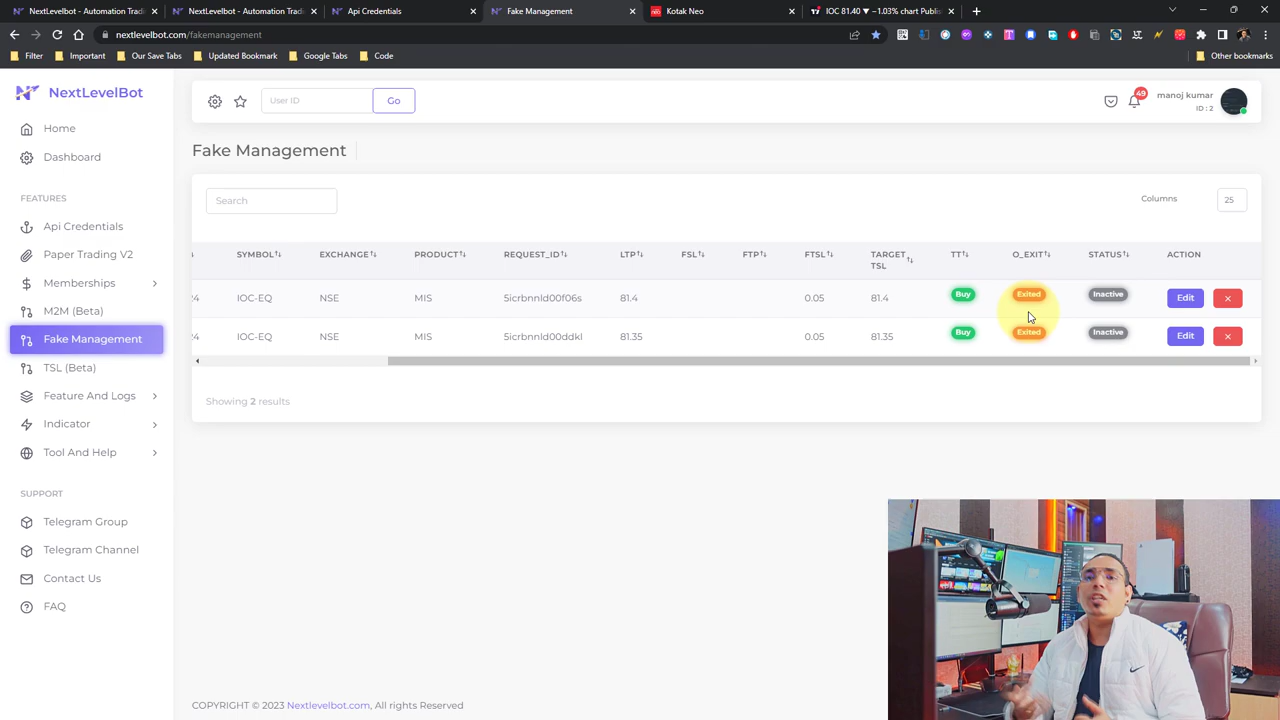 NextLevelBot - Automation Tradi
NextLevelBot - Automation Tradi
Api Credentials
Fake Management
Kotak Neo
IOC 81.40 ▼ −1.03% chart Publis
nextlevelbot.com/fakemanagement
Filter
Important
Our Save Tabs
Updated Bookmark
Google Tabs
Code
Other bookmarks
NextLevelBot
User ID
Go
49
manoj kumar
ID : 2
Home
Dashboard
FEATURES
Api Credentials
Paper Trading V2
Memberships
M2M (Beta)
Fake Management
TSL (Beta)
Feature And Logs
Indicator
Tool And Help
SUPPORT
Telegram Group
Telegram Channel
Contact Us
FAQ
Fake Management
Search
Columns
25
SYMBOL EXCHANGE PRODUCT REQUEST_ID LTP FSL FTP FTSL TARGET TSL TT O_EXIT STATUS ACTION
24 IOC-EQ NSE MIS 5icrbnnld00f06s 81.4 0.05 81.4 Buy Exited Inactive Edit ×
24 IOC-EQ NSE MIS 5icrbnnld00ddkl 81.35 0.05 81.35 Buy Exited Inactive Edit ×
Showing 2 results
COPYRIGHT © 2023 Nextlevelbot.com, All rights Reserved